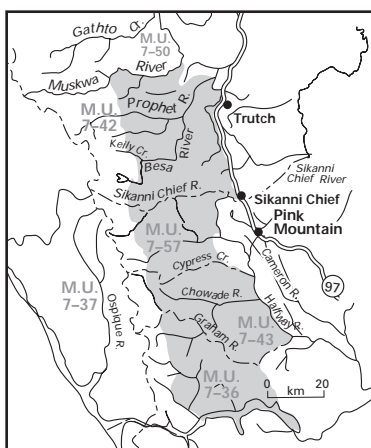 Gathto Cr.
M.U.
7–50
Muskwa River
M.U.
7–42
Prophet R.
Trutch
Kelly Cr.
Besa River
Sikanni Chief River
Sikanni Chief R.
Sikanni Chief
Pink
Mountain
M.U.
7–57
Cypress Cr.
Cameron R.
97
M.U.
7–37
Ospique R.
Chowade R.
Halfway R.
Graham R.
M.U.
7–43
M.U.
7–36
0 20
km